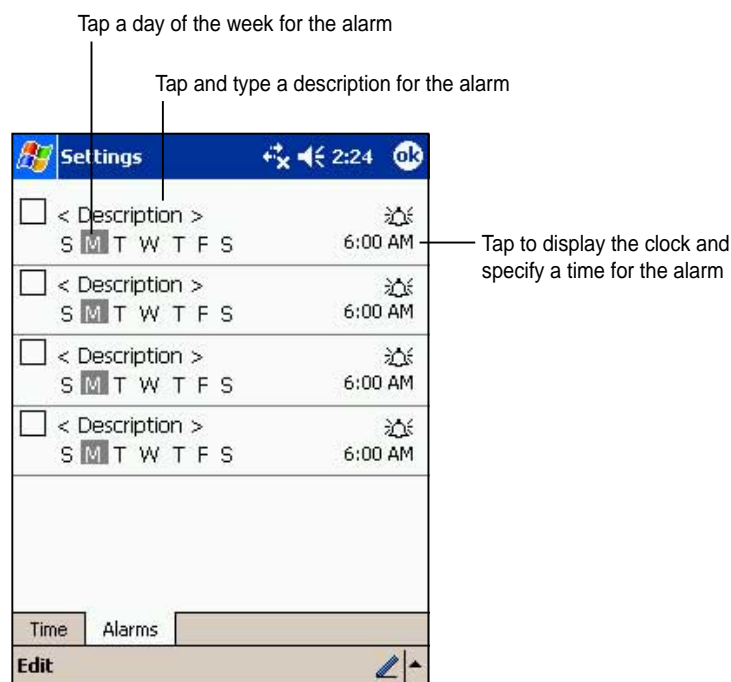 Tap a day of the week for the alarm
Tap and type a description for the alarm
Settings 2:24 ok
< Description >
S M T W T F S 6:00 AM
Tap to display the clock and
specify a time for the alarm
< Description >
S M T W T F S 6:00 AM
< Description >
S M T W T F S 6:00 AM
< Description >
S M T W T F S 6:00 AM
Time Alarms
Edit